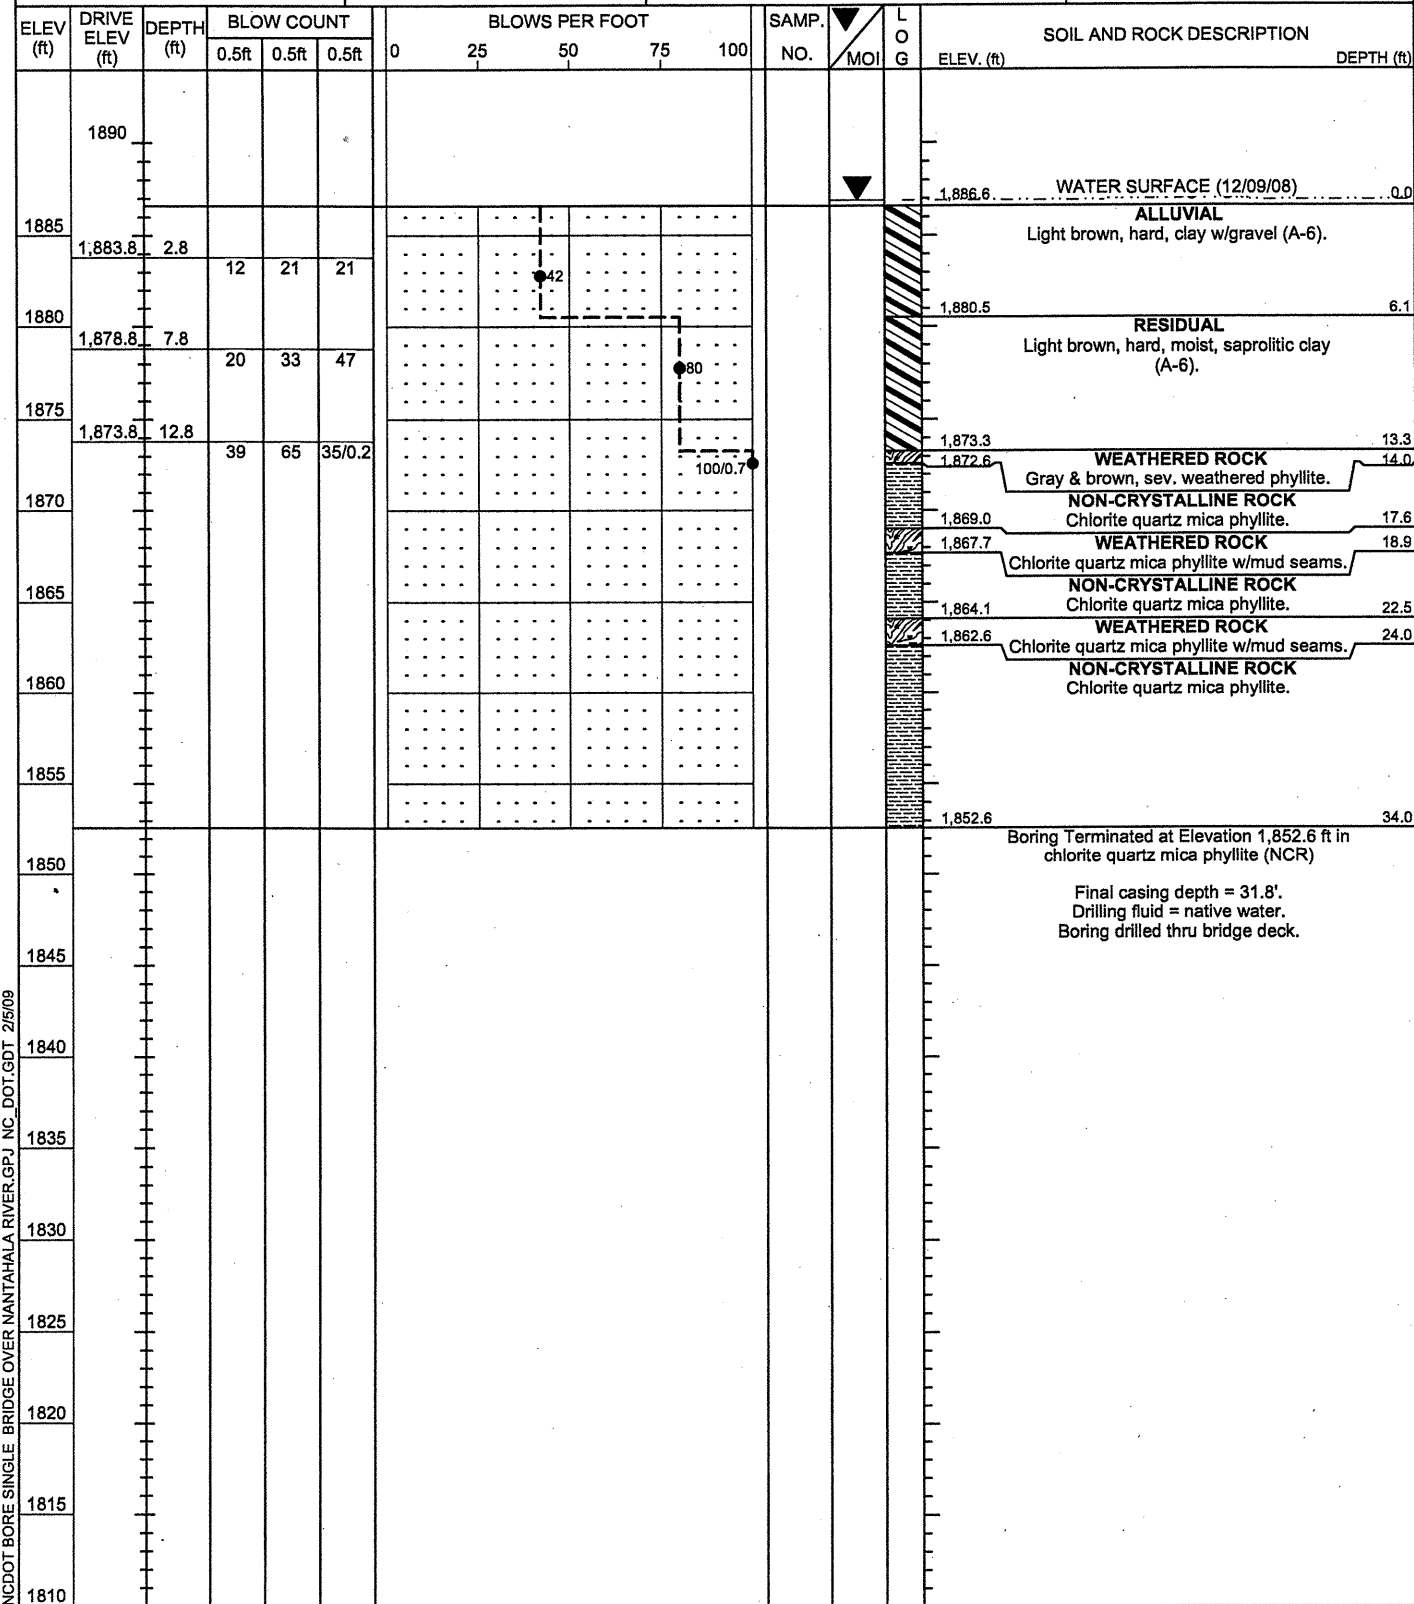 ELEV (ft) DRIVE ELEV (ft) DEPTH (ft) BLOW COUNT BLOWS PER FOOT SAMP. NO. MOI L O G SOIL AND ROCK DESCRIPTION
0.5ft 0.5ft 0.5ft 0 25 50 75 100 ELEV. (ft) DEPTH (ft)
1890
1,886.6 WATER SURFACE (12/09/08) 0.0
ALLUVIAL
1885 Light brown, hard, clay w/gravel (A-6).
1,883.8 2.8
12 21 21 42
1880 1,880.5 6.1
RESIDUAL
1,878.8 7.8 Light brown, hard, moist, saprolitic clay
20 33 47 80 (A-6).
1875
1,873.8 12.8 1,873.3 13.3
39 65 35/0.2 100/0.7 1,872.6 WEATHERED ROCK 14.0
Gray & brown, sev. weathered phyllite.
1870 NON-CRYSTALLINE ROCK
1,869.0 Chlorite quartz mica phyllite. 17.6
1,867.7 WEATHERED ROCK 18.9
Chlorite quartz mica phyllite w/mud seams.
1865 NON-CRYSTALLINE ROCK
1,864.1 Chlorite quartz mica phyllite. 22.5
WEATHERED ROCK
1,862.6 Chlorite quartz mica phyllite w/mud seams. 24.0
NON-CRYSTALLINE ROCK
1860 Chlorite quartz mica phyllite.
1855
1,852.6 34.0
Boring Terminated at Elevation 1,852.6 ft in
1850 chlorite quartz mica phyllite (NCR)
Final casing depth = 31.8'.
Drilling fluid = native water.
Boring drilled thru bridge deck.
1845
1840
1835
1830
1825
1820
1815
1810
NCDOT BORE SINGLE BRIDGE OVER NANTAHALA RIVER.GPJ NC_DOT.GDT 2/5/09